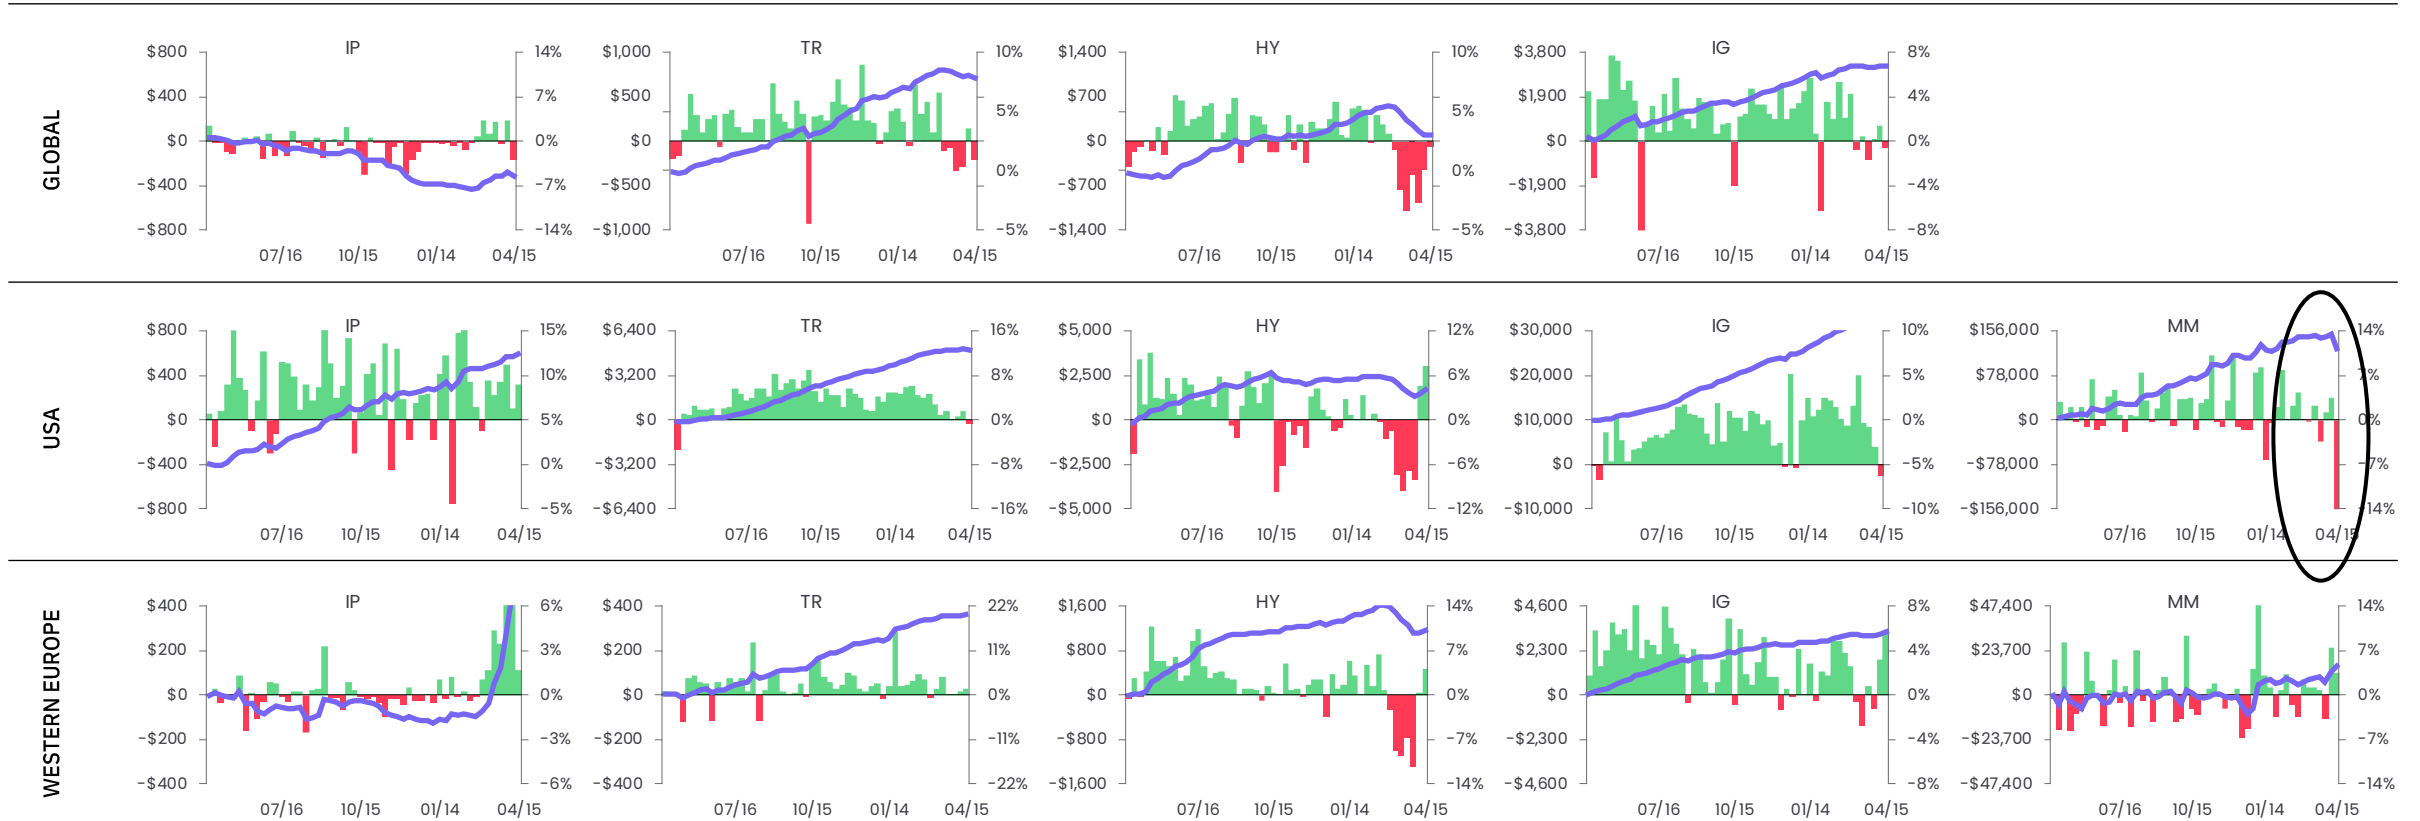 GLOBAL
IP
$800 14%
$400 7%
$0 0%
−$400 −7%
−$800 −14%
07/16 10/15 01/14 04/15
TR
$1,000 10%
$500 5%
$0
−$500 0%
−$1,000 −5%
07/16 10/15 01/14 04/15
HY
$1,400 10%
$700 5%
$0
−$700 0%
−$1,400 −5%
07/16 10/15 01/14 04/15
IG
$3,800 8%
$1,900 4%
$0 0%
−$1,900 −4%
−$3,800 −8%
07/16 10/15 01/14 04/15
USA
IP
$800 15%
$400 10%
$0 5%
−$400 0%
−$800 −5%
07/16 10/15 01/14 04/15
TR
$6,400 16%
$3,200 8%
$0 0%
−$3,200 −8%
−$6,400 −16%
07/16 10/15 01/14 04/15
HY
$5,000 12%
$2,500 6%
$0 0%
−$2,500 −6%
−$5,000 −12%
07/16 10/15 01/14 04/15
IG
$30,000 10%
$20,000 5%
$10,000 0%
$0 −5%
−$10,000 −10%
07/16 10/15 01/14 04/15
MM
$156,000 14%
$78,000 7%
$0 0%
−$78,000 −7%
−$156,000 −14%
07/16 10/15 01/14 04/15
WESTERN EUROPE
IP
$400 6%
$200 3%
$0 0%
−$200 −3%
−$400 −6%
07/16 10/15 01/14 04/15
TR
$400 22%
$200 11%
$0 0%
−$200 −11%
−$400 −22%
07/16 10/15 01/14 04/15
HY
$1,600 14%
$800 7%
$0 0%
−$800 −7%
−$1,600 −14%
07/16 10/15 01/14 04/15
IG
$4,600 8%
$2,300 4%
$0 0%
−$2,300 −4%
−$4,600 −8%
07/16 10/15 01/14 04/15
MM
$47,400 14%
$23,700 7%
$0 0%
−$23,700 −7%
−$47,400 −14%
07/16 10/15 01/14 04/15